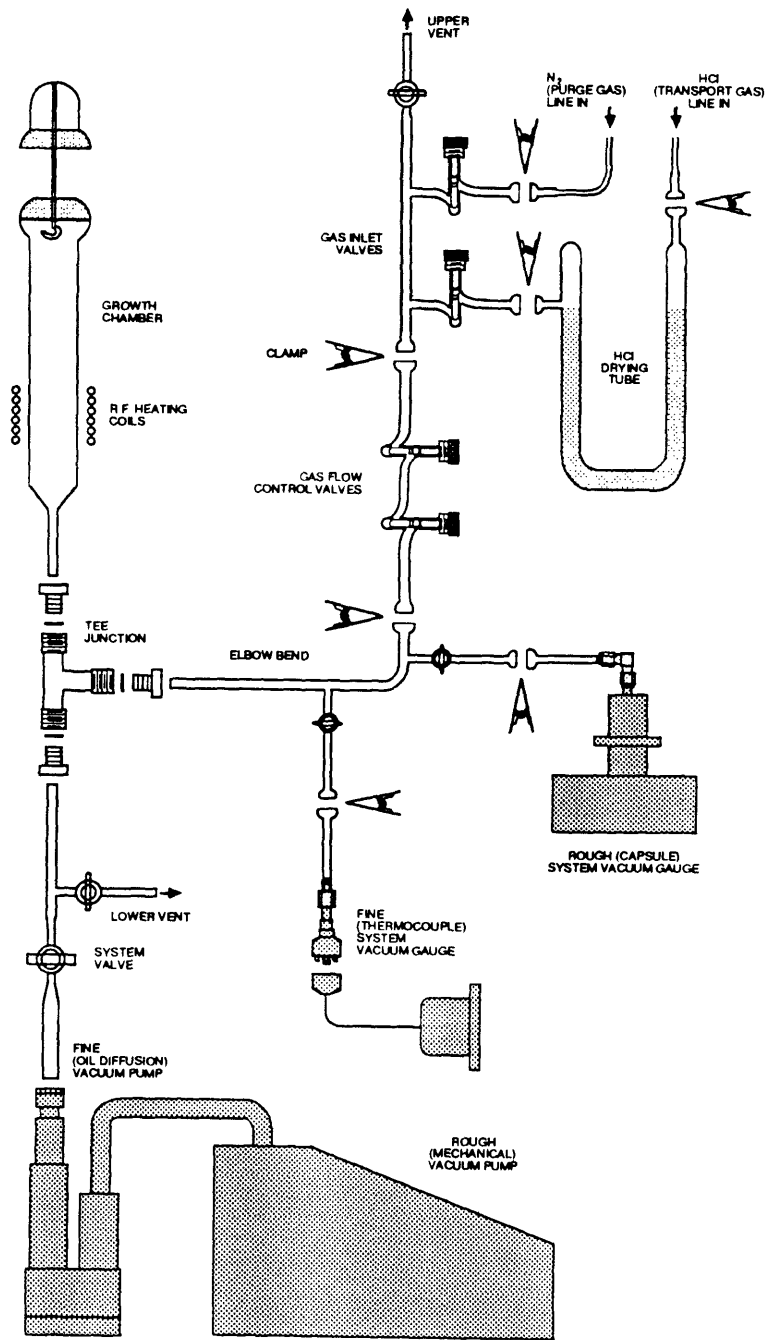 UPPER
VENT
N2
(PURGE GAS)
LINE IN
HCl
(TRANSPORT GAS)
LINE IN
GAS INLET
VALVES
GROWTH
CHAMBER
CLAMP
HCl
DRYING
TUBE
R F HEATING
COILS
GAS FLOW
CONTROL VALVES
TEE
JUNCTION
ELBOW BEND
ROUGH (CAPSULE)
SYSTEM VACUUM GAUGE
LOWER VENT
FINE
(THERMOCOUPLE)
SYSTEM
VACUUM GAUGE
SYSTEM
VALVE
FINE
(OIL DIFFUSION)
VACUUM PUMP
ROUGH
(MECHANICAL)
VACUUM PUMP